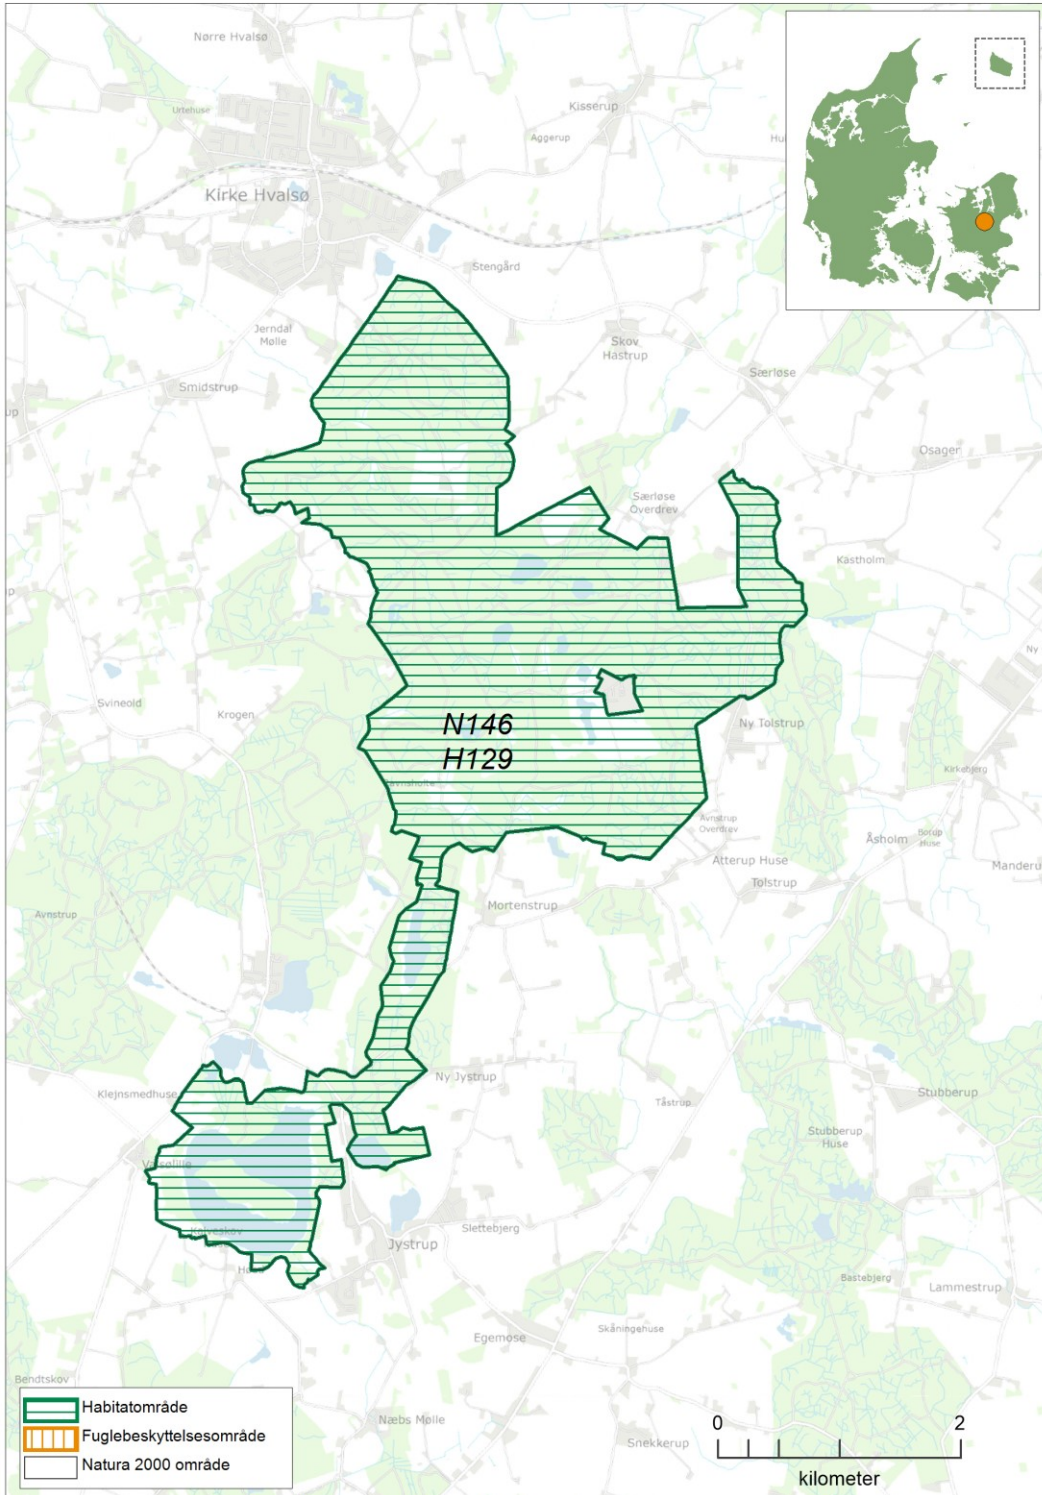 Nørre Hvalsø
Urtehuse
Kisserup
Aggerup
Kirke Hvalsø
Stengård
Jerndal
Mølle
Skov
Hastrup
Smidstrup
Særløse
Osager
Særløse
Overdrev
Kastholm
Ny
Svineold
Krogen
N146
H129
Ny Tolstrup
Kirkebjerg
Avnstrup
Overdrev
Borup
Huse
Åsholm
Atterup Huse
Manderu
Tolstrup
Mortenstrup
Avnstrup
Ny Jystrup
Klejnsmedhuse
Tåstrup
Stubberup
Stubberup
Huse
Valsølille
Slettebjerg
Jystrup
Bastebjerg
Lammestrup
Skåningehuse
Egemose
Bendtskov
Næbs Mølle
Snekkerup
Habitatområde
Fuglebeskyttelsesområde
Natura 2000 område
0 2
kilometer